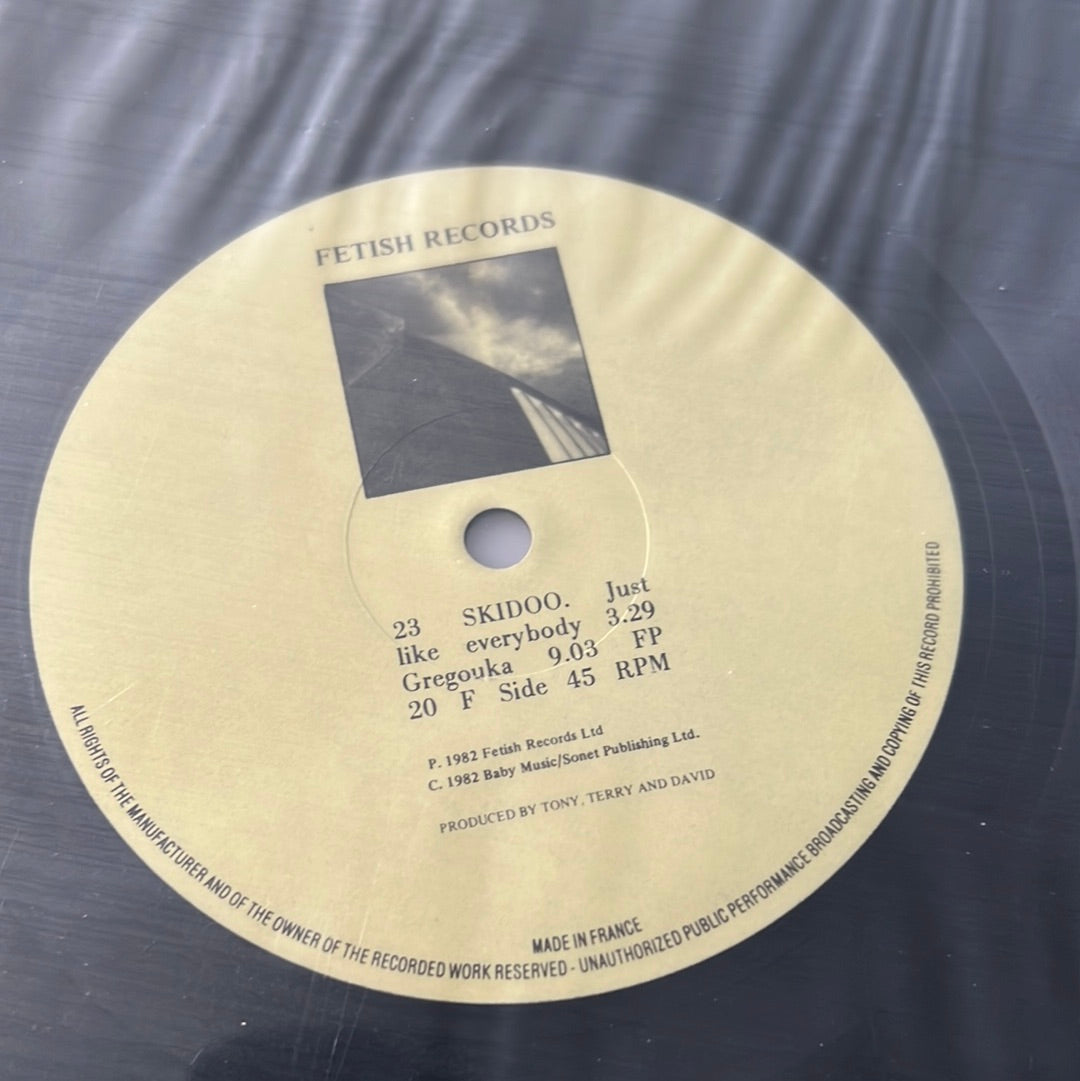 FETISH RECORDS
23 SKIDOO. Just
like everybody 3.29
Gregouka 9.03 FP
20 F Side 45 RPM
P. 1982 Fetish Records Ltd
C. 1982 Baby Music/Sonet Publishing Ltd.
PRODUCED BY TONY, TERRY AND DAVID
MADE IN FRANCE
ALL RIGHTS OF THE MANUFACTURER AND OF THE OWNER OF THE RECORDED WORK RESERVED - UNAUTHORIZED PUBLIC PERFORMANCE BROADCASTING AND COPYING OF THIS RECORD PROHIBITED